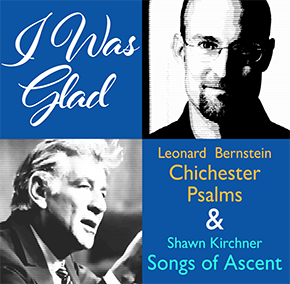 I Was
Glad
Leonard Bernstein
Chichester
Psalms
&
Shawn Kirchner
Songs of Ascent